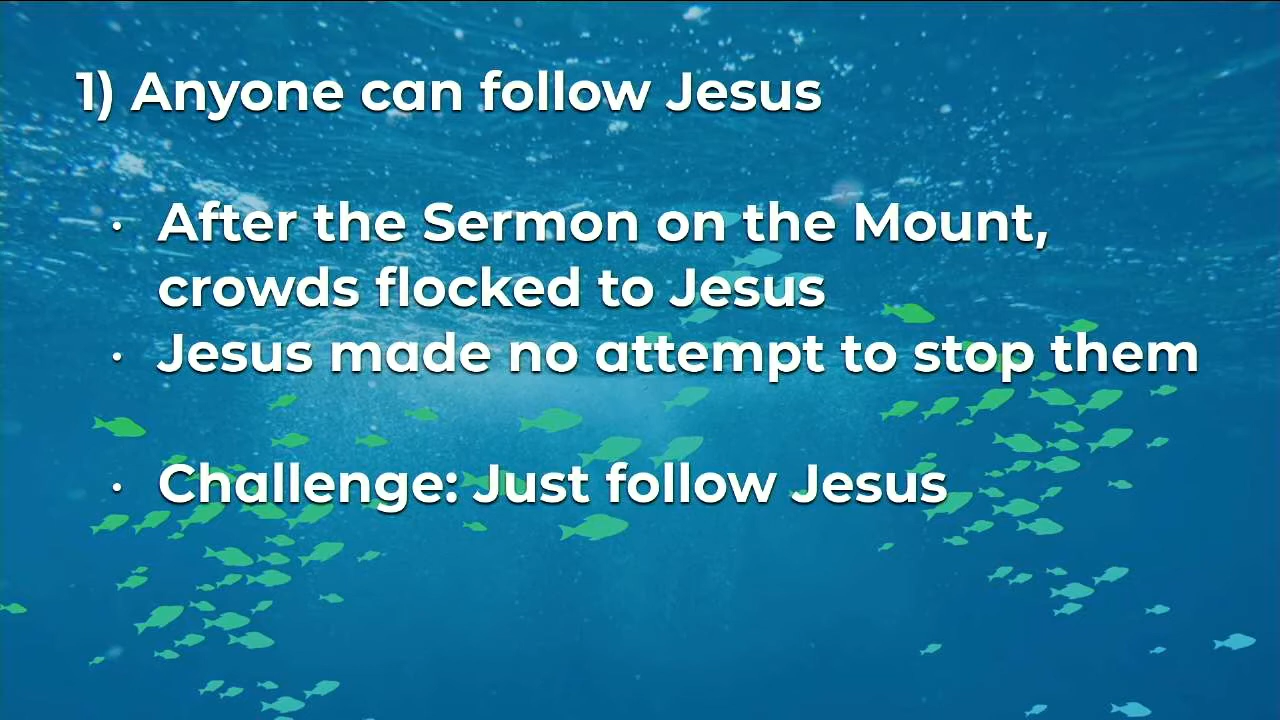 1) Anyone can follow Jesus
· After the Sermon on the Mount,
crowds flocked to Jesus
· Jesus made no attempt to stop them
· Challenge: Just follow Jesus